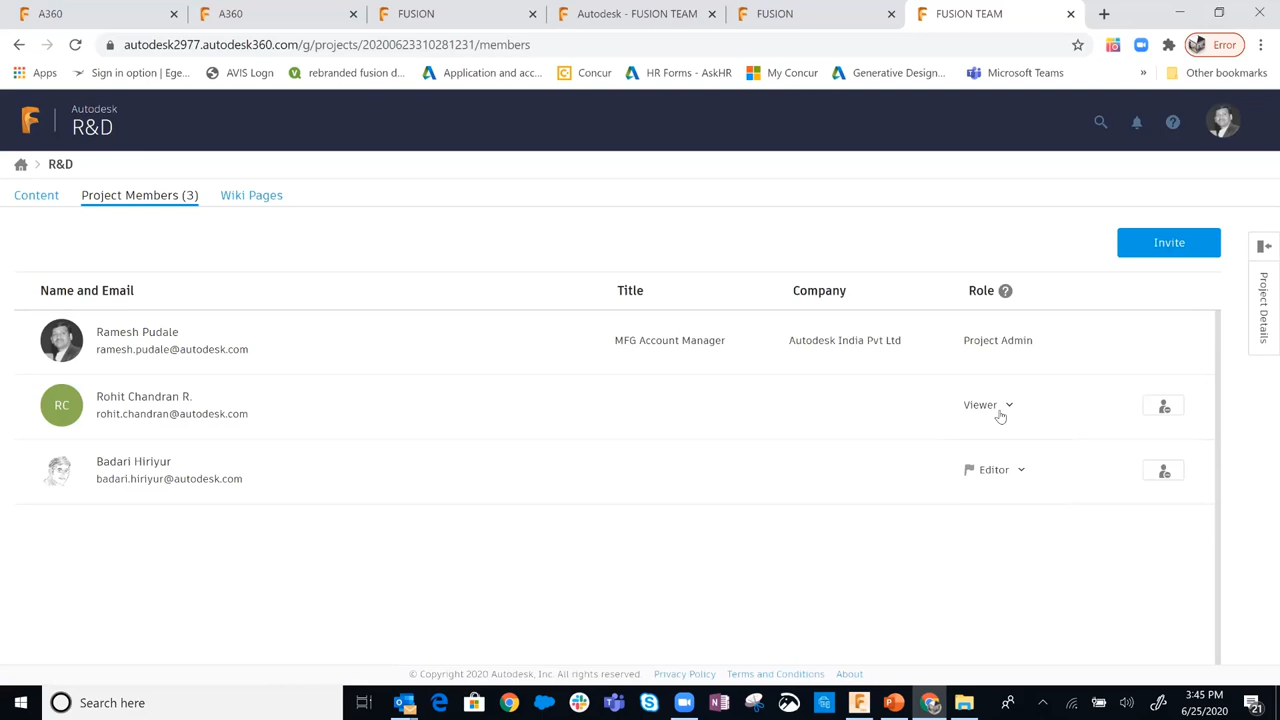 A360
A360
FUSION
Autodesk - FUSION TEAM
FUSION
FUSION TEAM
autodesk2977.autodesk360.com/g/projects/20200623310281231/members
Error
Apps
Sign in option | Ege...
AVIS Login
rebranded fusion d...
Application and acc...
Concur
HR Forms - AskHR
My Concur
Generative Design...
Microsoft Teams
»
Other bookmarks
Autodesk
R&D
R&D
Content
Project Members (3)
Wiki Pages
Invite
Project Details
Name and Email
Title
Company
Role
Ramesh Pudale
ramesh.pudale@autodesk.com
MFG Account Manager
Autodesk India Pvt Ltd
Project Admin
RC
Rohit Chandran R.
rohit.chandran@autodesk.com
Viewer
Badari Hiriyur
badari.hiriyur@autodesk.com
Editor
© Copyright 2020 Autodesk, Inc. All rights reserved.
Privacy Policy
Terms and Conditions
About
Search here
3:45 PM
6/25/2020
21